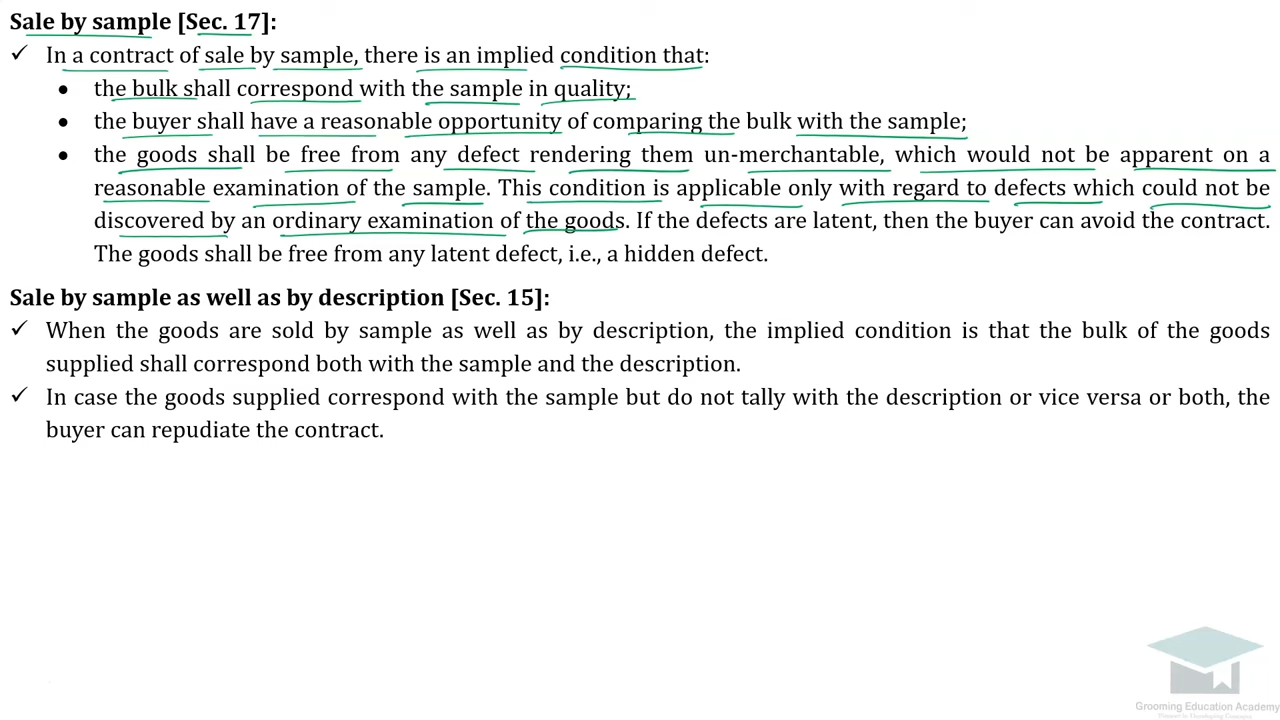 Sale by sample [Sec. 17]:
✓ In a contract of sale by sample, there is an implied condition that:
• the bulk shall correspond with the sample in quality;
• the buyer shall have a reasonable opportunity of comparing the bulk with the sample;
• the goods shall be free from any defect rendering them un-merchantable, which would not be apparent on a
reasonable examination of the sample. This condition is applicable only with regard to defects which could not be
discovered by an ordinary examination of the goods. If the defects are latent, then the buyer can avoid the contract.
The goods shall be free from any latent defect, i.e., a hidden defect.
Sale by sample as well as by description [Sec. 15]:
✓ When the goods are sold by sample as well as by description, the implied condition is that the bulk of the goods
supplied shall correspond both with the sample and the description.
✓ In case the goods supplied correspond with the sample but do not tally with the description or vice versa or both, the
buyer can repudiate the contract.
Grooming Education Academy